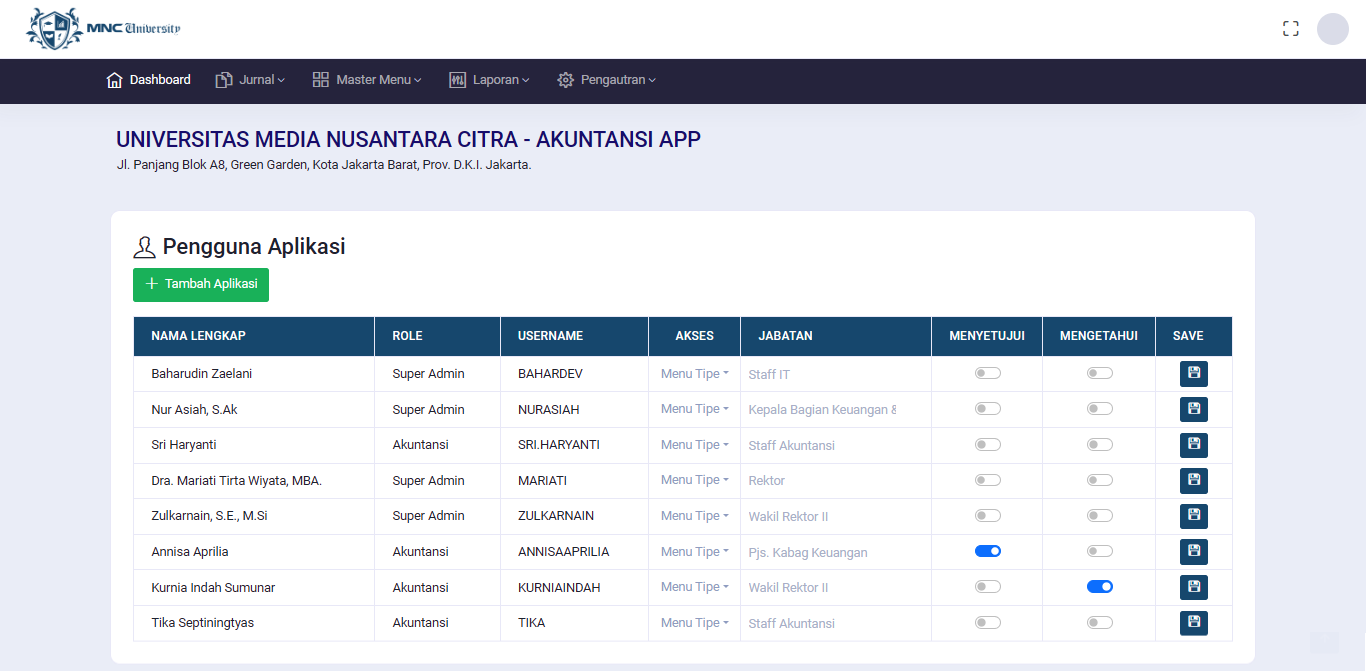 MNC University
Dashboard Jurnal Master Menu Laporan Pengautran
UNIVERSITAS MEDIA NUSANTARA CITRA - AKUNTANSI APP
Jl. Panjang Blok A8, Green Garden, Kota Jakarta Barat, Prov. D.K.I. Jakarta.
Pengguna Aplikasi
+ Tambah Aplikasi
NAMA LENGKAP ROLE USERNAME AKSES JABATAN MENYETUJUI MENGETAHUI SAVE
Baharudin Zaelani Super Admin BAHARDEV Menu Tipe Staff IT
Nur Asiah, S.Ak Super Admin NURASIAH Menu Tipe Kepala Bagian Keuangan &
Sri Haryanti Akuntansi SRI.HARYANTI Menu Tipe Staff Akuntansi
Dra. Mariati Tirta Wiyata, MBA. Super Admin MARIATI Menu Tipe Rektor
Zulkarnain, S.E., M.Si Super Admin ZULKARNAIN Menu Tipe Wakil Rektor II
Annisa Aprilia Akuntansi ANNISAAPRILIA Menu Tipe Pjs. Kabag Keuangan
Kurnia Indah Sumunar Akuntansi KURNIAINDAH Menu Tipe Wakil Rektor II
Tika Septiningtyas Akuntansi TIKA Menu Tipe Staff Akuntansi